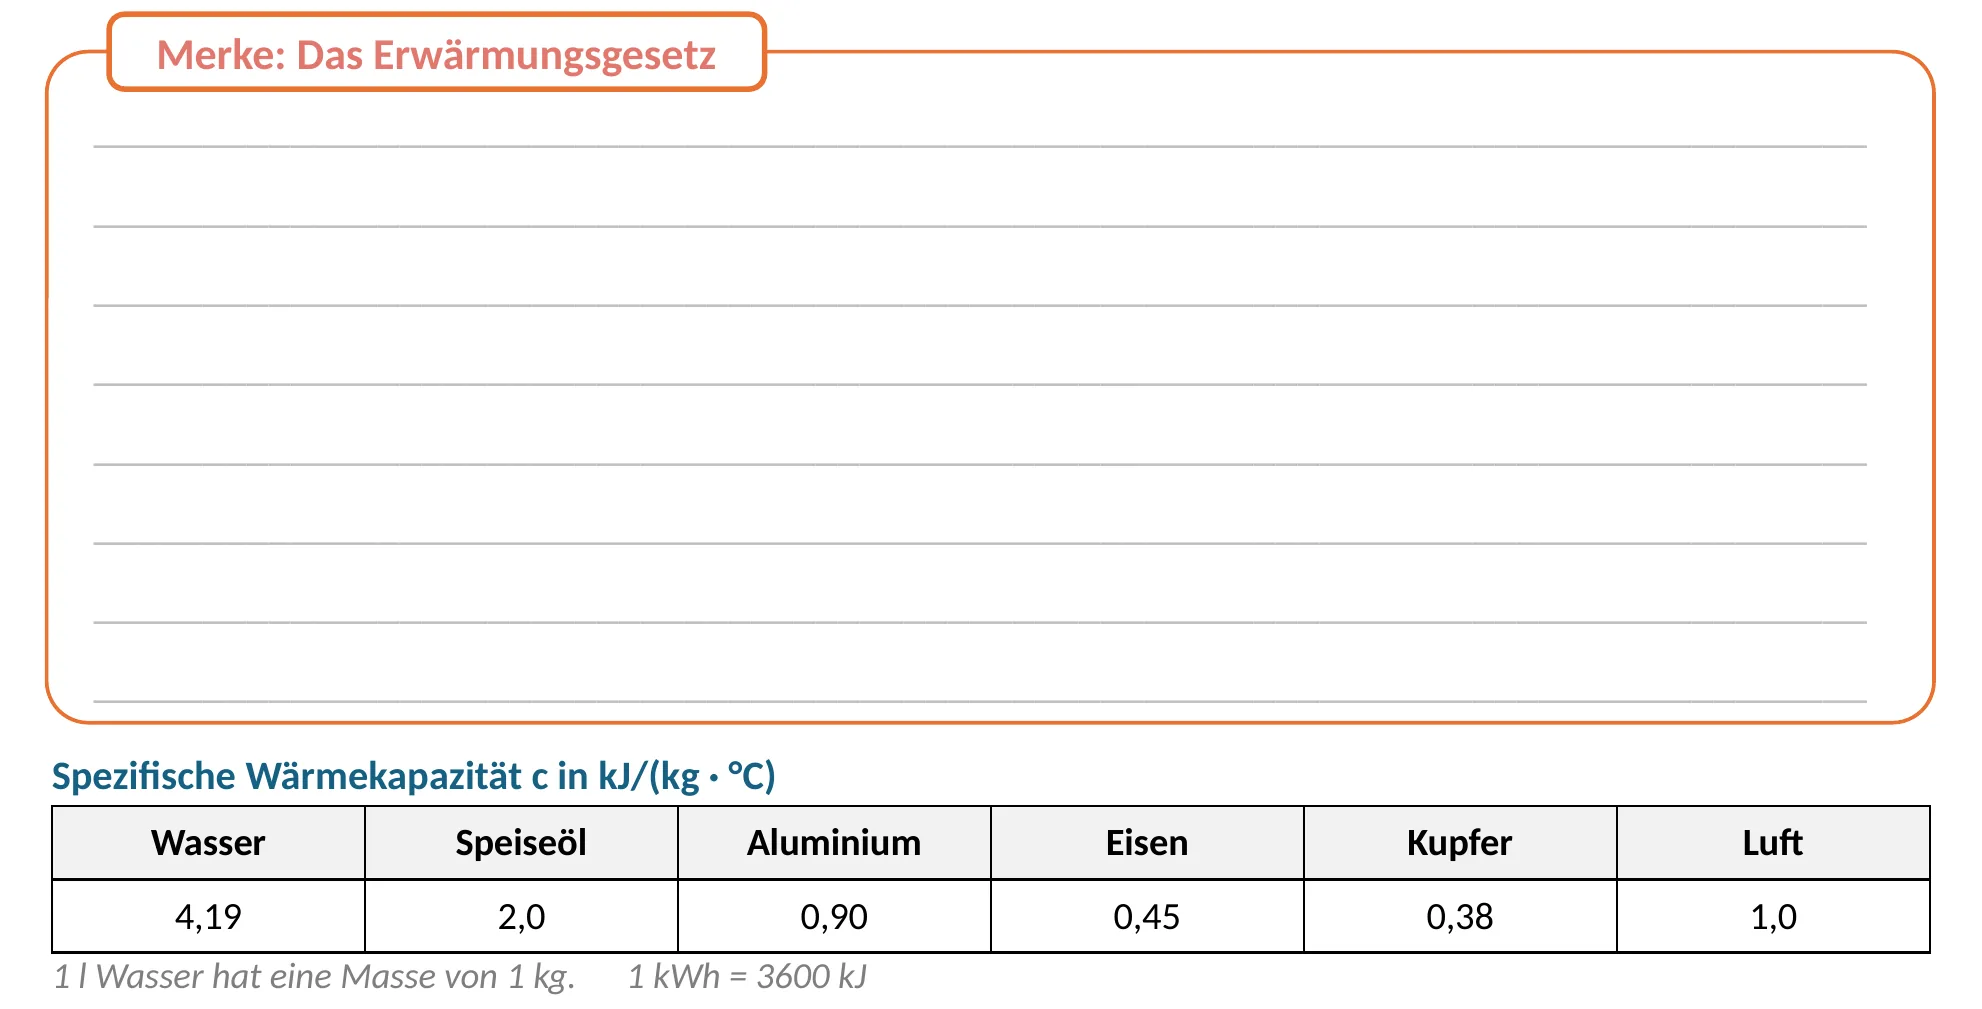 Merke: Das Erwärmungsgesetz
Spezifische Wärmekapazität c in kJ/(kg · °C)
Wasser Speiseöl Aluminium Eisen Kupfer Luft
4,19 2,0 0,90 0,45 0,38 1,0
1 l Wasser hat eine Masse von 1 kg. 1 kWh = 3600 kJ